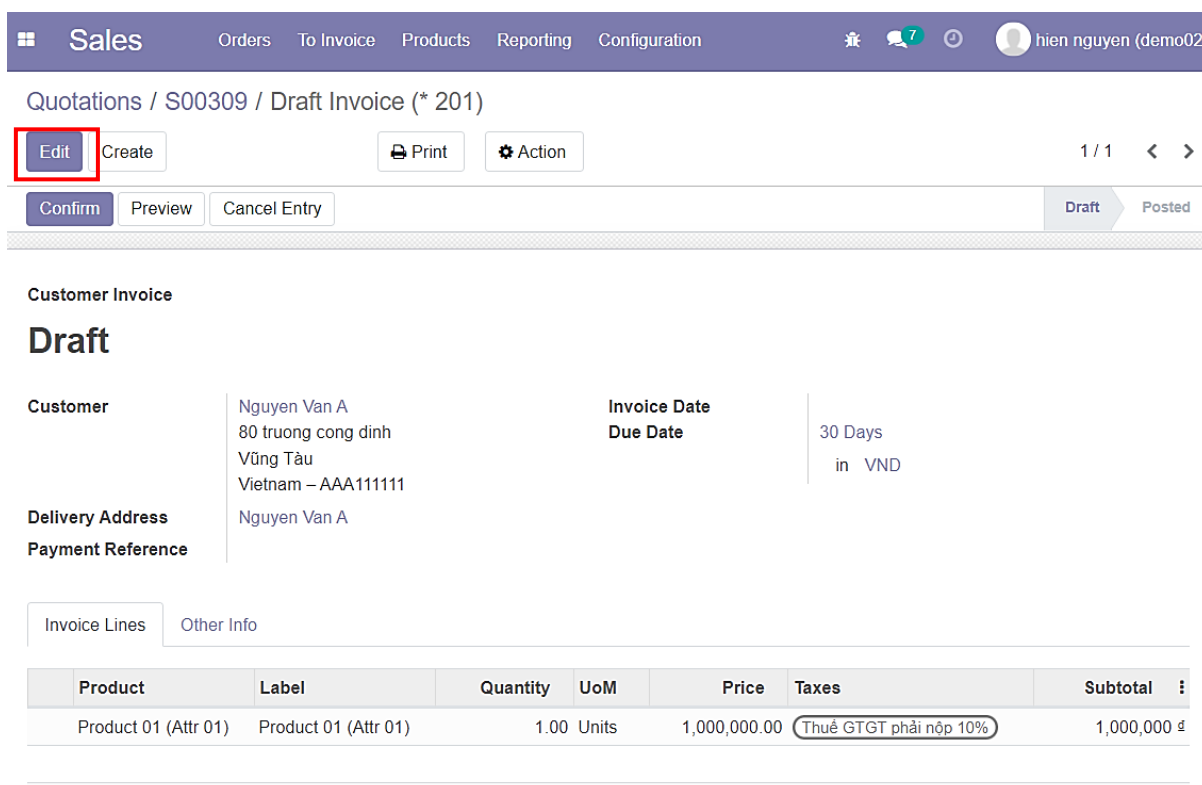 Sales Orders To Invoice Products Reporting Configuration 7 hien nguyen (demo02
Quotations / S00309 / Draft Invoice (* 201)
Edit Create Print Action 1 / 1
Confirm Preview Cancel Entry Draft Posted
Customer Invoice
Draft
Customer Nguyen Van A Invoice Date
80 truong cong dinh Due Date 30 Days
Vũng Tàu in VND
Vietnam – AAA111111
Delivery Address Nguyen Van A
Payment Reference
Invoice Lines Other Info
Product Label Quantity UoM Price Taxes Subtotal
Product 01 (Attr 01) Product 01 (Attr 01) 1.00 Units 1,000,000.00 Thuế GTGT phải nộp 10% 1,000,000 ₫